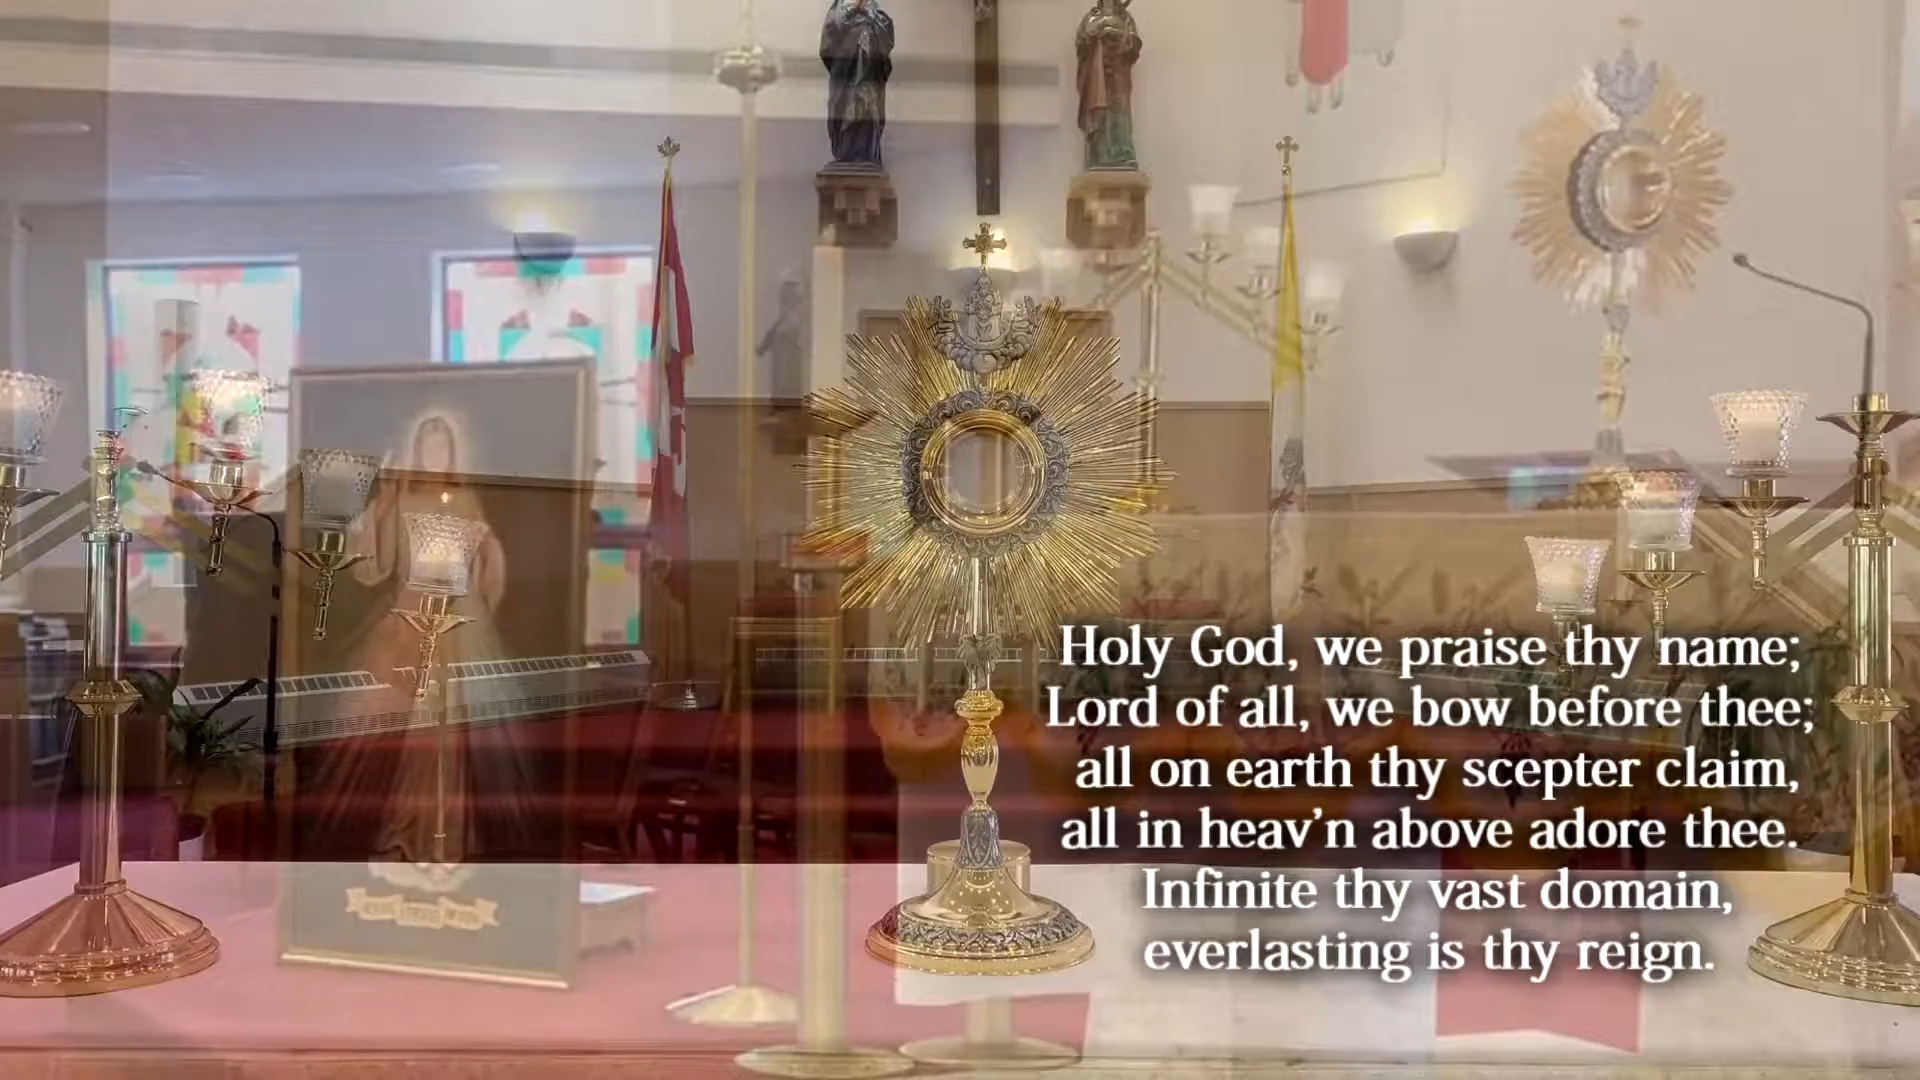 Holy God, we praise thy name;
Lord of all, we bow before thee;
all on earth thy scepter claim,
all in heav’n above adore thee.
Infinite thy vast domain,
everlasting is thy reign.